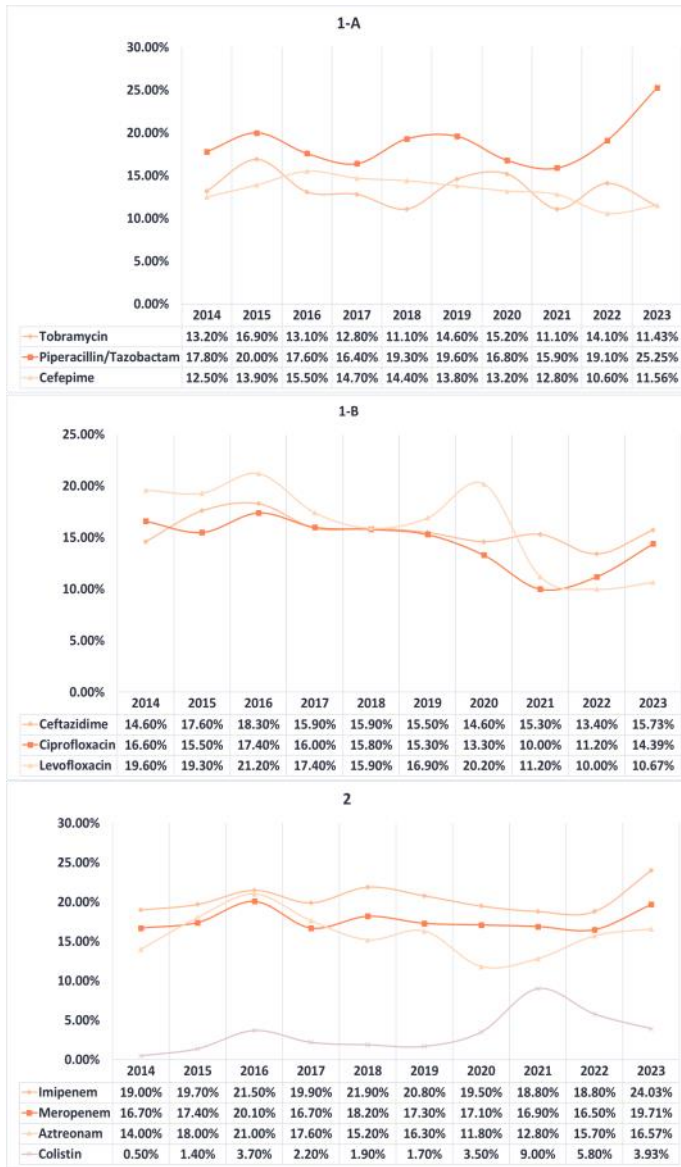 1-A
30.00%
25.00%
20.00%
15.00%
10.00%
5.00%
0.00%
2014 2015 2016 2017 2018 2019 2020 2021 2022 2023
Tobramycin 13.20% 16.90% 13.10% 12.80% 11.10% 14.60% 15.20% 11.10% 14.10% 11.43%
Piperacillin/Tazobactam 17.80% 20.00% 17.60% 16.40% 19.30% 19.60% 16.80% 15.90% 19.10% 25.25%
Cefepime 12.50% 13.90% 15.50% 14.70% 14.40% 13.80% 13.20% 12.80% 10.60% 11.56%
1-B
25.00%
20.00%
15.00%
10.00%
5.00%
0.00%
2014 2015 2016 2017 2018 2019 2020 2021 2022 2023
Ceftazidime 14.60% 17.60% 18.30% 15.90% 15.90% 15.50% 14.60% 15.30% 13.40% 15.73%
Ciprofloxacin 16.60% 15.50% 17.40% 16.00% 15.80% 15.30% 13.30% 10.00% 11.20% 14.39%
Levofloxacin 19.60% 19.30% 21.20% 17.40% 15.90% 16.90% 20.20% 11.20% 10.00% 10.67%
2
30.00%
25.00%
20.00%
15.00%
10.00%
5.00%
0.00%
2014 2015 2016 2017 2018 2019 2020 2021 2022 2023
Imipenem 19.00% 19.70% 21.50% 19.90% 21.90% 20.80% 19.50% 18.80% 18.80% 24.03%
Meropenem 16.70% 17.40% 20.10% 16.70% 18.20% 17.30% 17.10% 16.90% 16.50% 19.71%
Aztreonam 14.00% 18.00% 21.00% 17.60% 15.20% 16.30% 11.80% 12.80% 15.70% 16.57%
Colistin 0.50% 1.40% 3.70% 2.20% 1.90% 1.70% 3.50% 9.00% 5.80% 3.93%